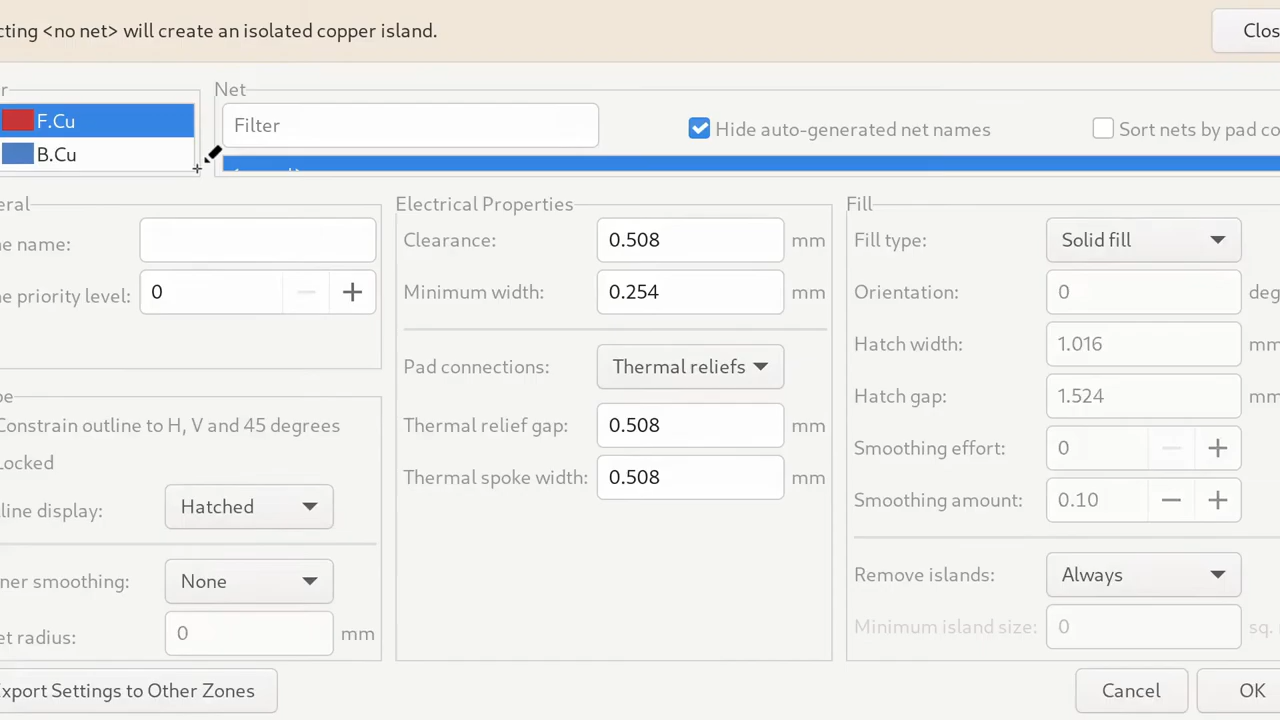 cting <no net> will create an isolated copper island.
Clos
r
Net
F.Cu
B.Cu
Filter
Hide auto-generated net names
Sort nets by pad co
eral
Electrical Properties
Fill
e name:
Clearance:
0.508
mm
Fill type:
Solid fill
e priority level:
0
Minimum width:
0.254
mm
Orientation:
0
deg
Hatch width:
1.016
mm
Pad connections:
Thermal reliefs
Hatch gap:
1.524
mm
pe
Constrain outline to H, V and 45 degrees
Thermal relief gap:
0.508
mm
Smoothing effort:
0
Locked
Thermal spoke width:
0.508
mm
Smoothing amount:
0.10
line display:
Hatched
ner smoothing:
None
Remove islands:
Always
et radius:
0
mm
Minimum island size:
0
sq.
Export Settings to Other Zones
Cancel
OK